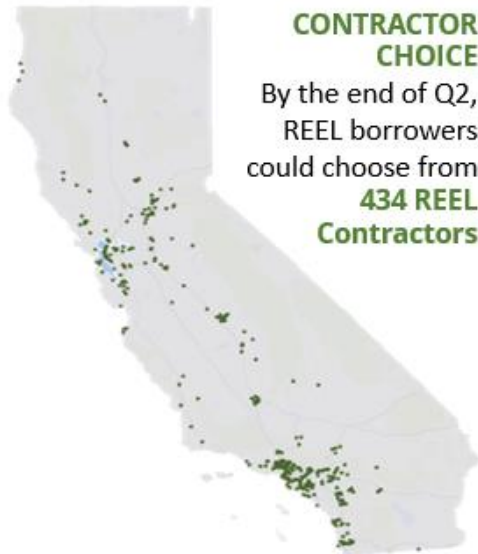 CONTRACTOR
CHOICE
By the end of Q2,
REEL borrowers
could choose from
434 REEL
Contractors